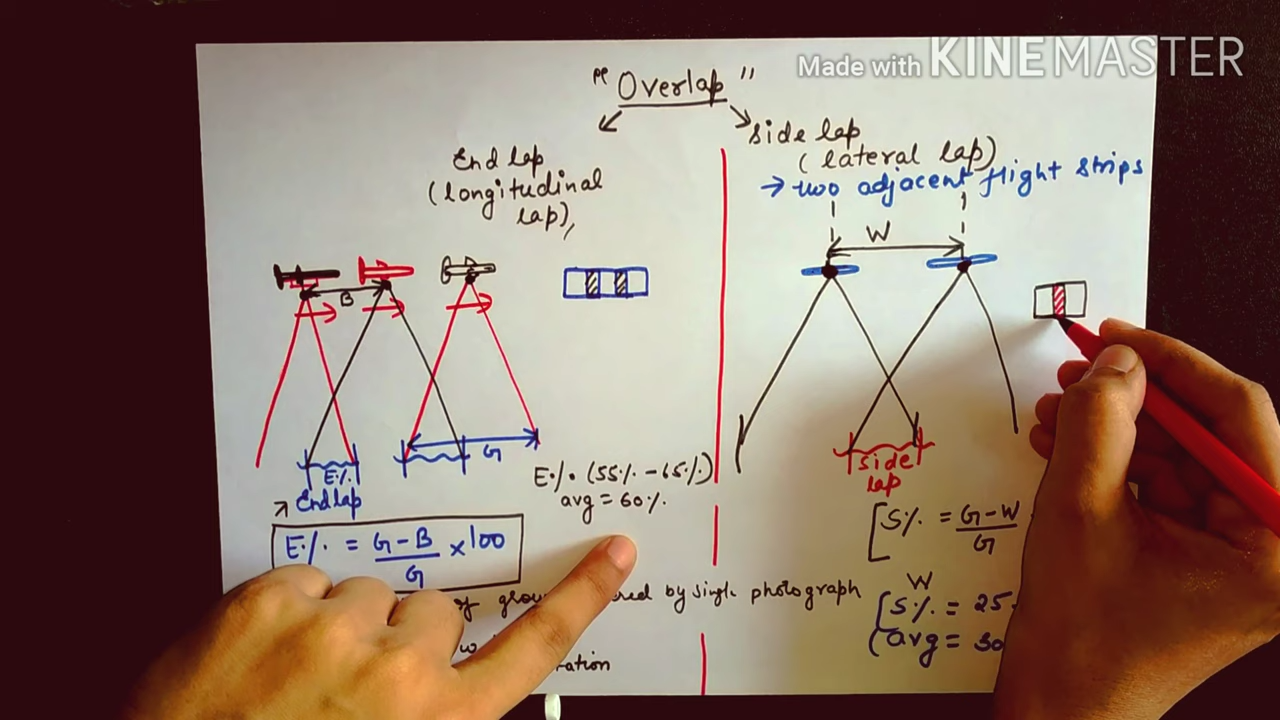 Made with KINEMASTER
"Overlap"
End lap
(longitudinal
lap),
side lap
(lateral lap)
→ two adjacent flight strips
B
W
G
E%
End lap
side
lap
E% (55% - 65%)
avg = 60%
E% = G-B/G × 100
S% = G-W/G
of by single photograph
W
S% = 25
(avg = 30